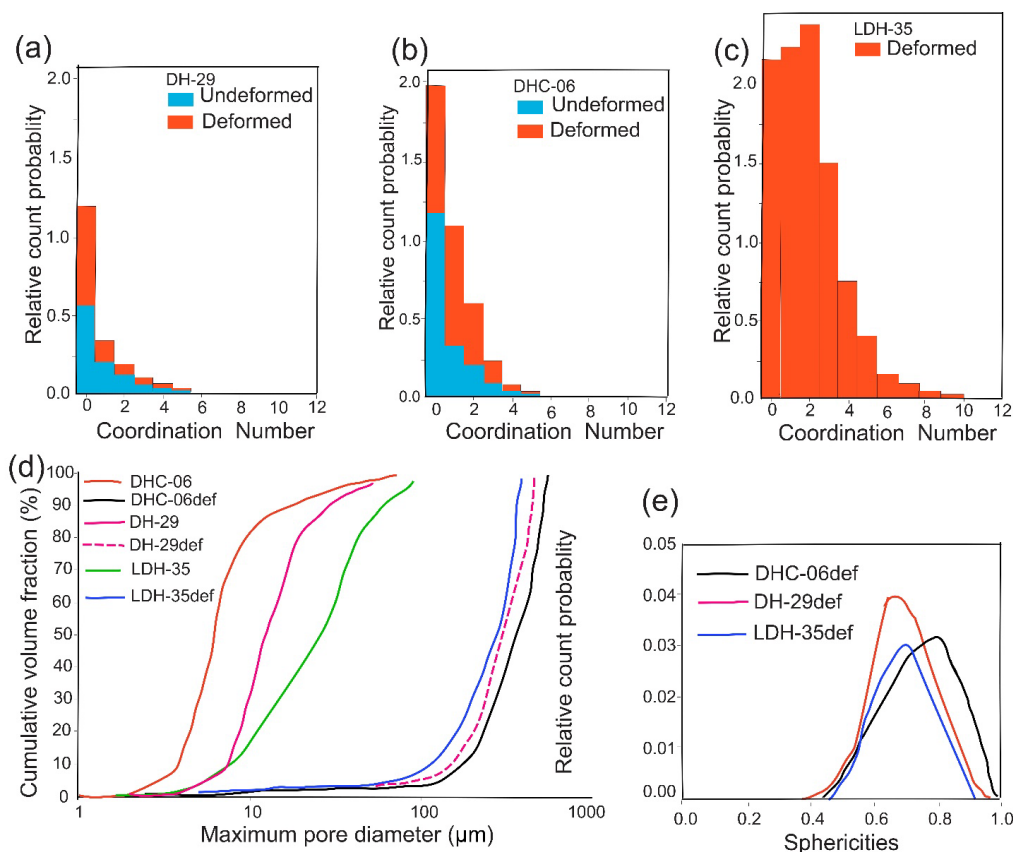 (a)
DH-29
Undeformed
Deformed
2.0
1.5
1.0
0.5
0.0
Relative count probablity
0 2 4 6 8 10 12
Coordination Number
(b)
DHC-06
Undeformed
Deformed
2.0
1.5
1.0
0.5
0.0
Relative count probablity
0 2 4 6 8 10 12
Coordination Number
(c)
LDH-35
Deformed
2.0
1.5
1.0
0.5
0.0
Relative count probablity
0 2 4 6 8 10 12
Coordination Number
(d)
DHC-06
DHC-06def
DH-29
DH-29def
LDH-35
LDH-35def
100
90
80
70
60
50
40
30
20
10
0
Cumulative volume fraction (%)
1 10 100 1000
Maximum pore diameter (µm)
(e)
DHC-06def
DH-29def
LDH-35def
0.05
0.04
0.03
0.02
0.01
0.00
Relative count probablity
0.0 0.2 0.4 0.6 0.8 1.0
Sphericities